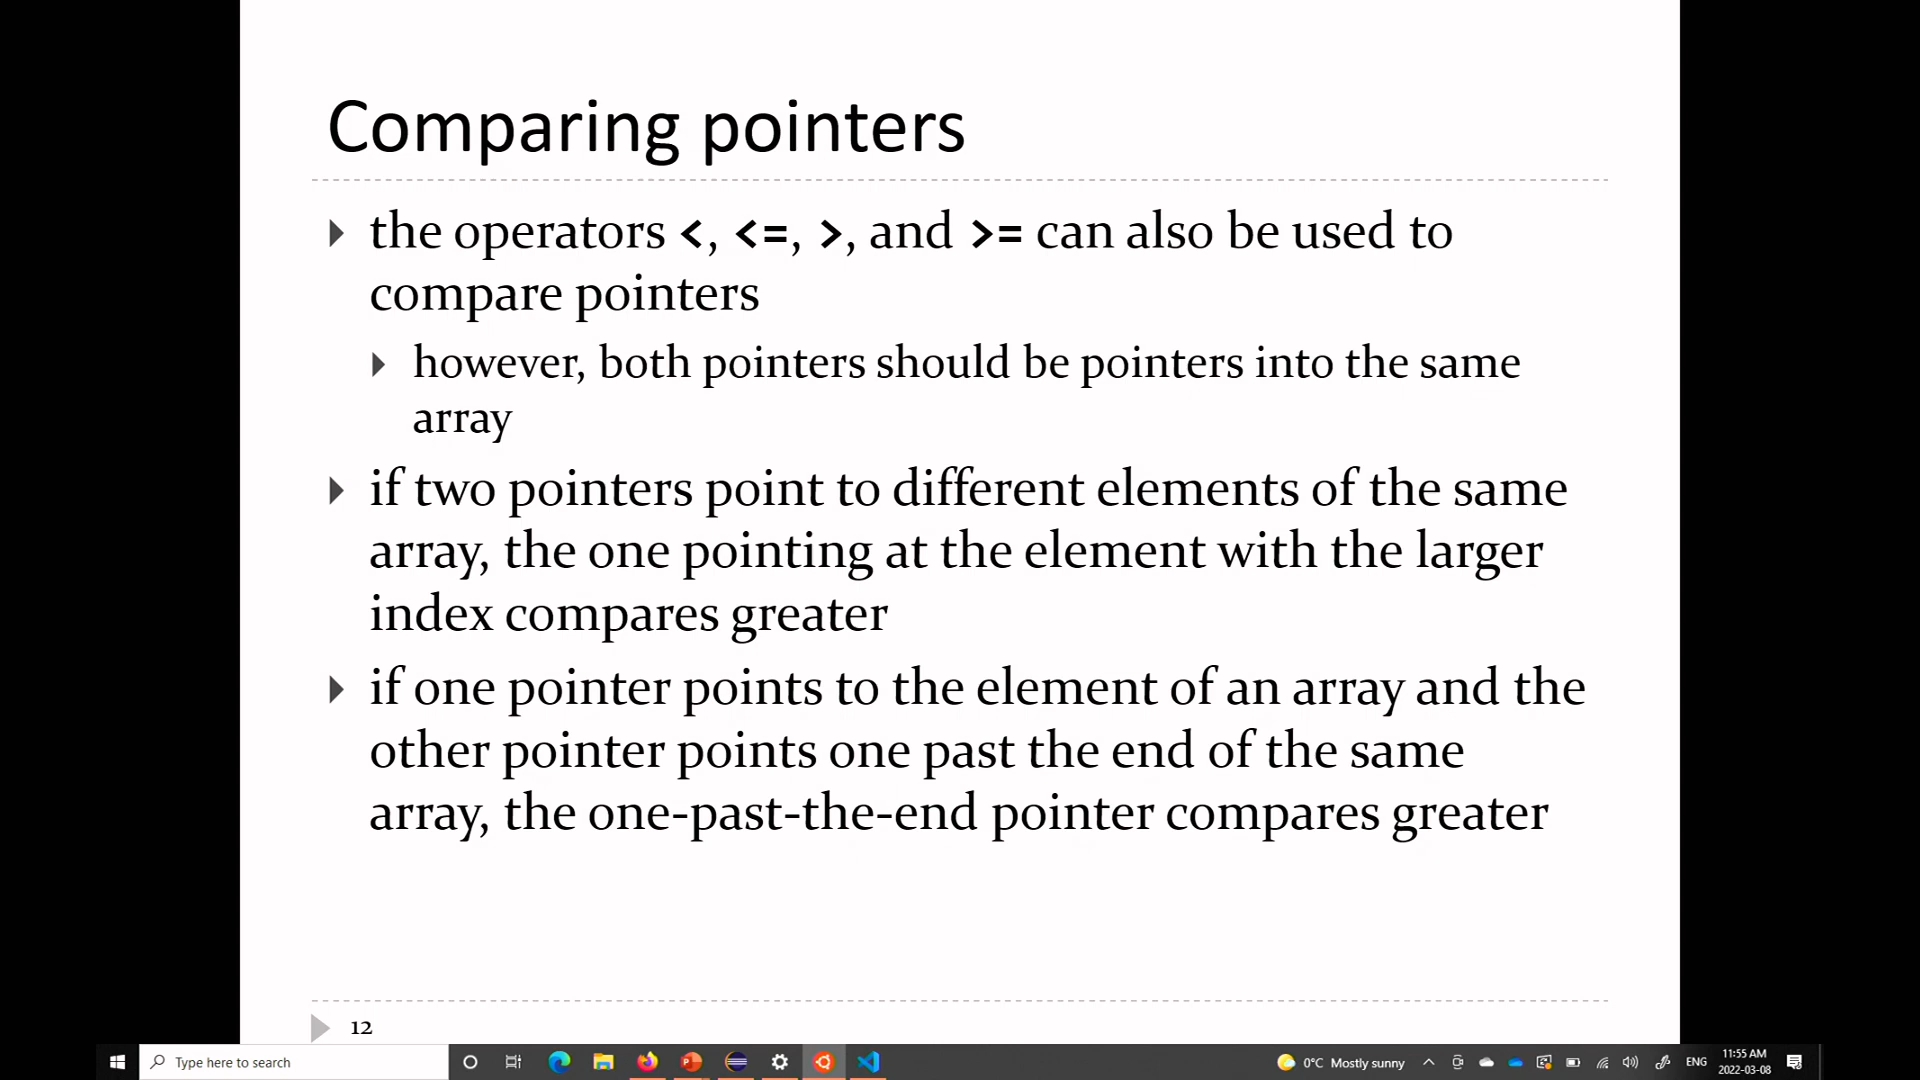 Comparing pointers
the operators <, <=, >, and >= can also be used to
compare pointers
however, both pointers should be pointers into the same
array
if two pointers point to different elements of the same
array, the one pointing at the element with the larger
index compares greater
if one pointer points to the element of an array and the
other pointer points one past the end of the same
array, the one-past-the-end pointer compares greater
12
Type here to search
0°C Mostly sunny
ENG
11:55 AM
2022-03-08